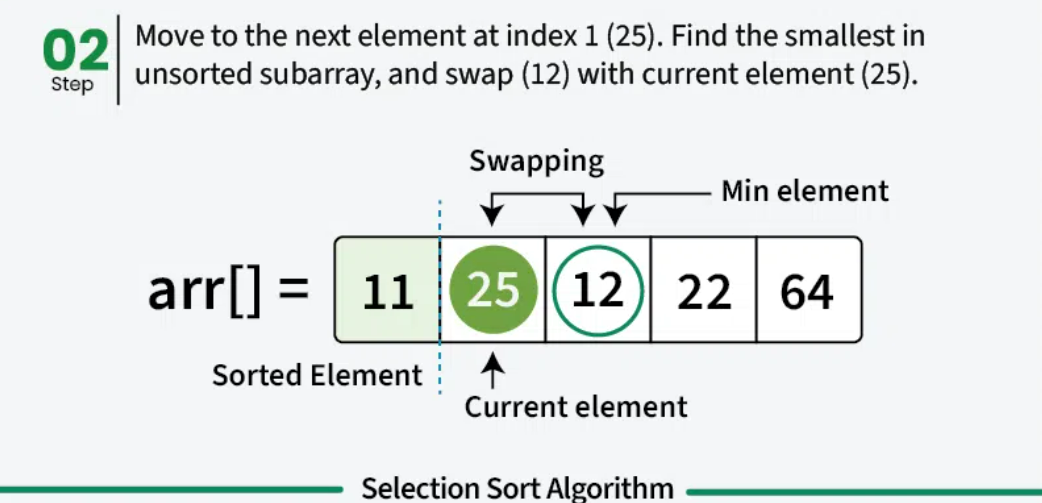 02
Step
Move to the next element at index 1 (25). Find the smallest in
unsorted subarray, and swap (12) with current element (25).
Swapping
Min element
arr[] = 11 25 12 22 64
Sorted Element
Current element
Selection Sort Algorithm